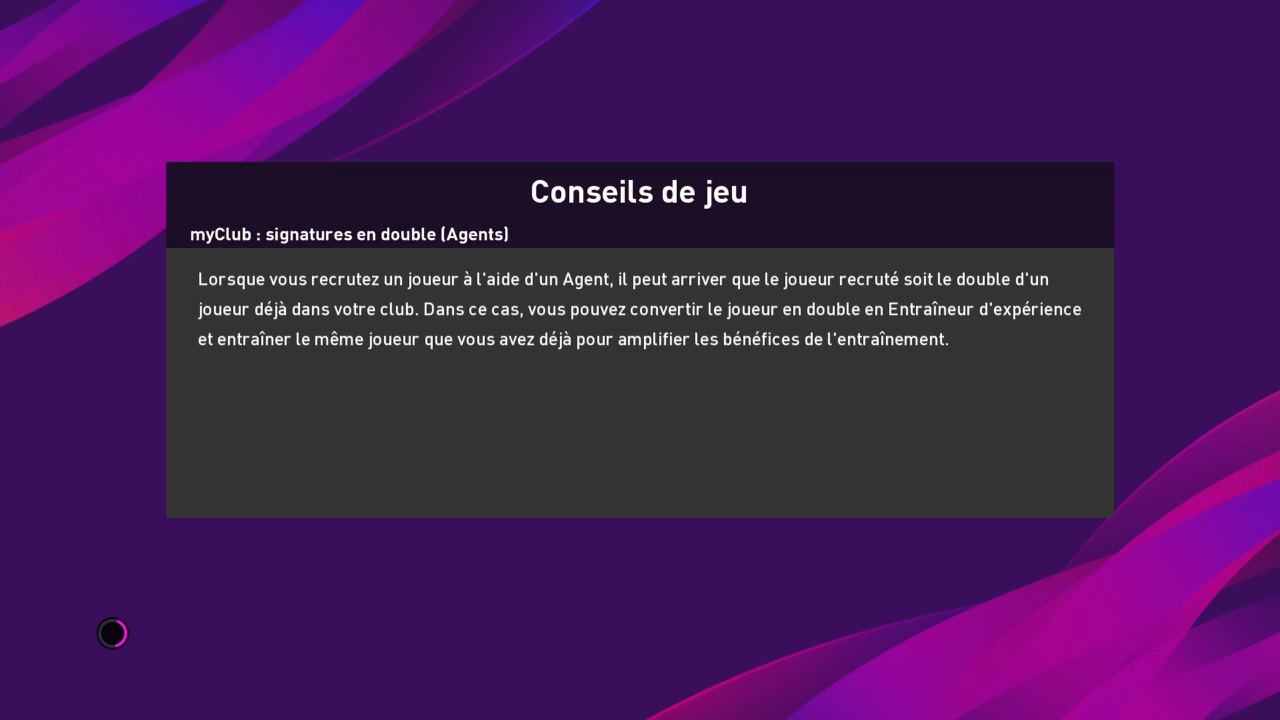 Conseils de jeu
myClub : signatures en double (Agents)
Lorsque vous recrutez un joueur à l'aide d'un Agent, il peut arriver que le joueur recruté soit le double d'un
joueur déjà dans votre club. Dans ce cas, vous pouvez convertir le joueur en double en Entraîneur d'expérience
et entraîner le même joueur que vous avez déjà pour amplifier les bénéfices de l'entraînement.